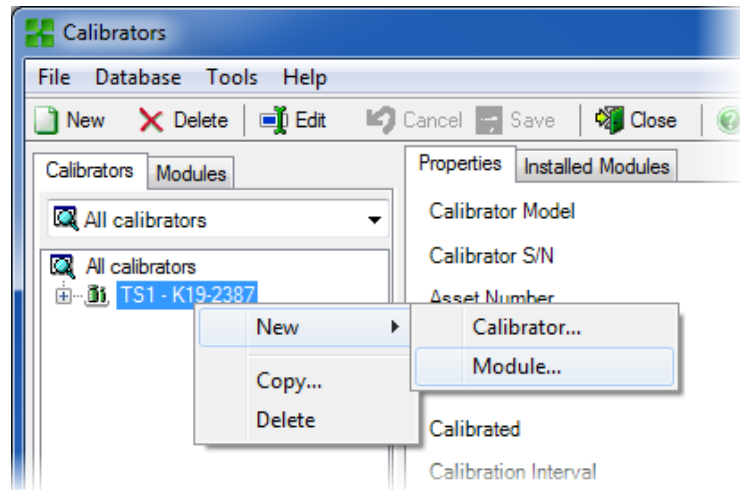 Calibrators
File Database Tools Help
New Delete Edit Cancel Save Close
Calibrators Modules
Properties Installed Modules
All calibrators
Calibrator Model
All calibrators
Calibrator S/N
TS1 - K19-2387
Asset Number
New
Calibrator...
Module...
Copy...
Delete
Calibrated
Calibration Interval